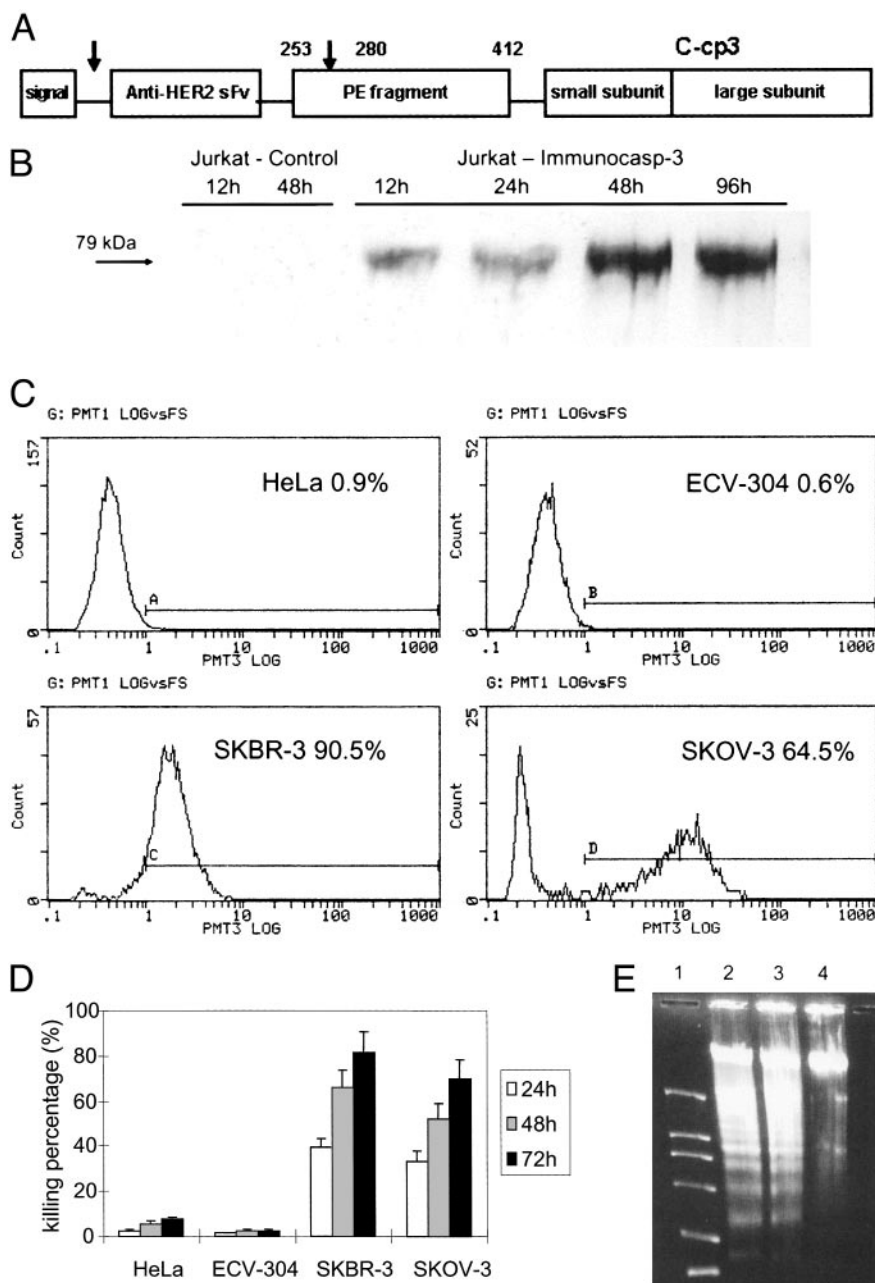 A
253 280 412 C-cp3
signal Anti-HER2 sFv PE fragment small subunit large subunit
B
Jurkat - Control Jurkat – Immunocasp-3
12h 48h 12h 24h 48h 96h
79 kDa
C
G: PMT1 LOGvsFS
157
Count
0
HeLa 0.9%
A
.1 1 10 100 1000
PMT3 LOG
G: PMT1 LOGvsFS
52
Count
0
ECV-304 0.6%
B
.1 1 10 100 1000
PMT3 LOG
G: PMT1 LOGvsFS
57
Count
0
SKBR-3 90.5%
C
.1 1 10 100 1000
PMT3 LOG
G: PMT1 LOGvsFS
25
Count
0
SKOV-3 64.5%
D
.1 1 10 100 1000
PMT3 LOG
D
killing percentage (%)
100
80
60
40
20
0
HeLa ECV-304 SKBR-3 SKOV-3
24h
48h
72h
E
1 2 3 4